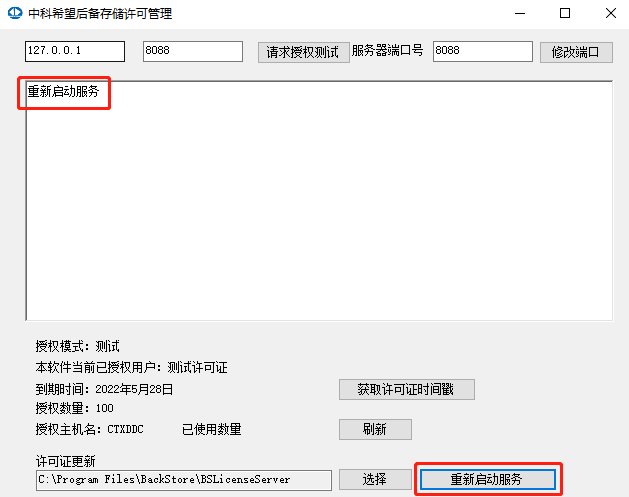 中科希望后备存储许可管理
127.0.0.1 8088 请求授权测试 服务器端口号 8088 修改端口
重新启动服务
授权模式：测试
本软件当前已授权用户：测试许可证
到期时间：2022年5月28日 获取许可证时间戳
授权数量：100
授权主机名：CTXDDC 已使用数量 刷新
许可证更新
C:\Program Files\BackStore\BSLicenseServer 选择 重新启动服务